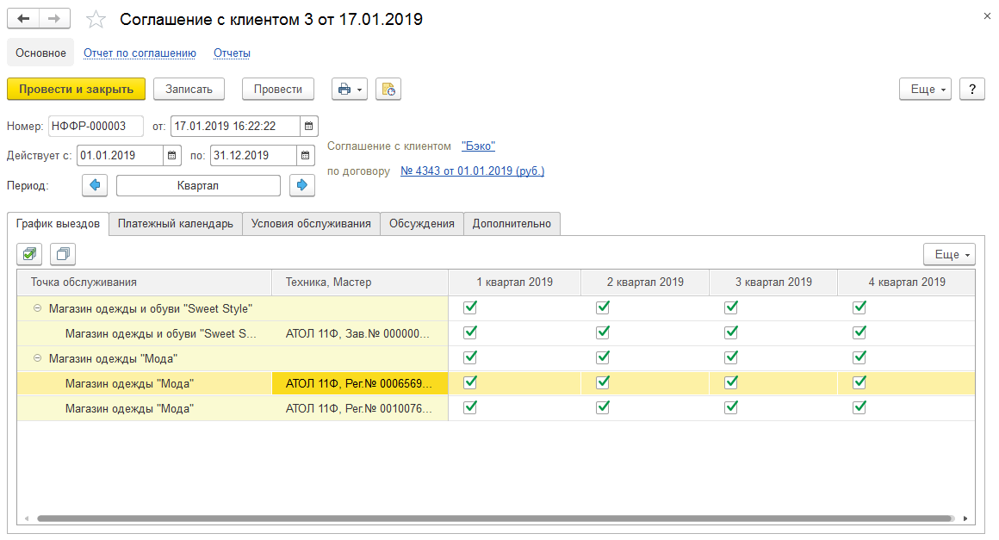 Соглашение с клиентом 3 от 17.01.2019
Основное Отчет по соглашению Отчеты
Провести и закрыть Записать Провести Еще ?
Номер: НФФР-000003 от: 17.01.2019 16:22:22
Соглашение с клиентом "Бэко"
Действует с: 01.01.2019 по: 31.12.2019
по договору № 4343 от 01.01.2019 (руб.)
Период: Квартал
График выездов Платежный календарь Условия обслуживания Обсуждения Дополнительно
Еще
Точка обслуживания Техника, Мастер 1 квартал 2019 2 квартал 2019 3 квартал 2019 4 квартал 2019
Магазин одежды и обуви "Sweet Style"
Магазин одежды и обуви "Sweet S... АТОЛ 11Ф, Зав.№ 000000...
Магазин одежды "Мода"
Магазин одежды "Мода" АТОЛ 11Ф, Рег.№ 0006569...
Магазин одежды "Мода" АТОЛ 11Ф, Рег.№ 0010076...